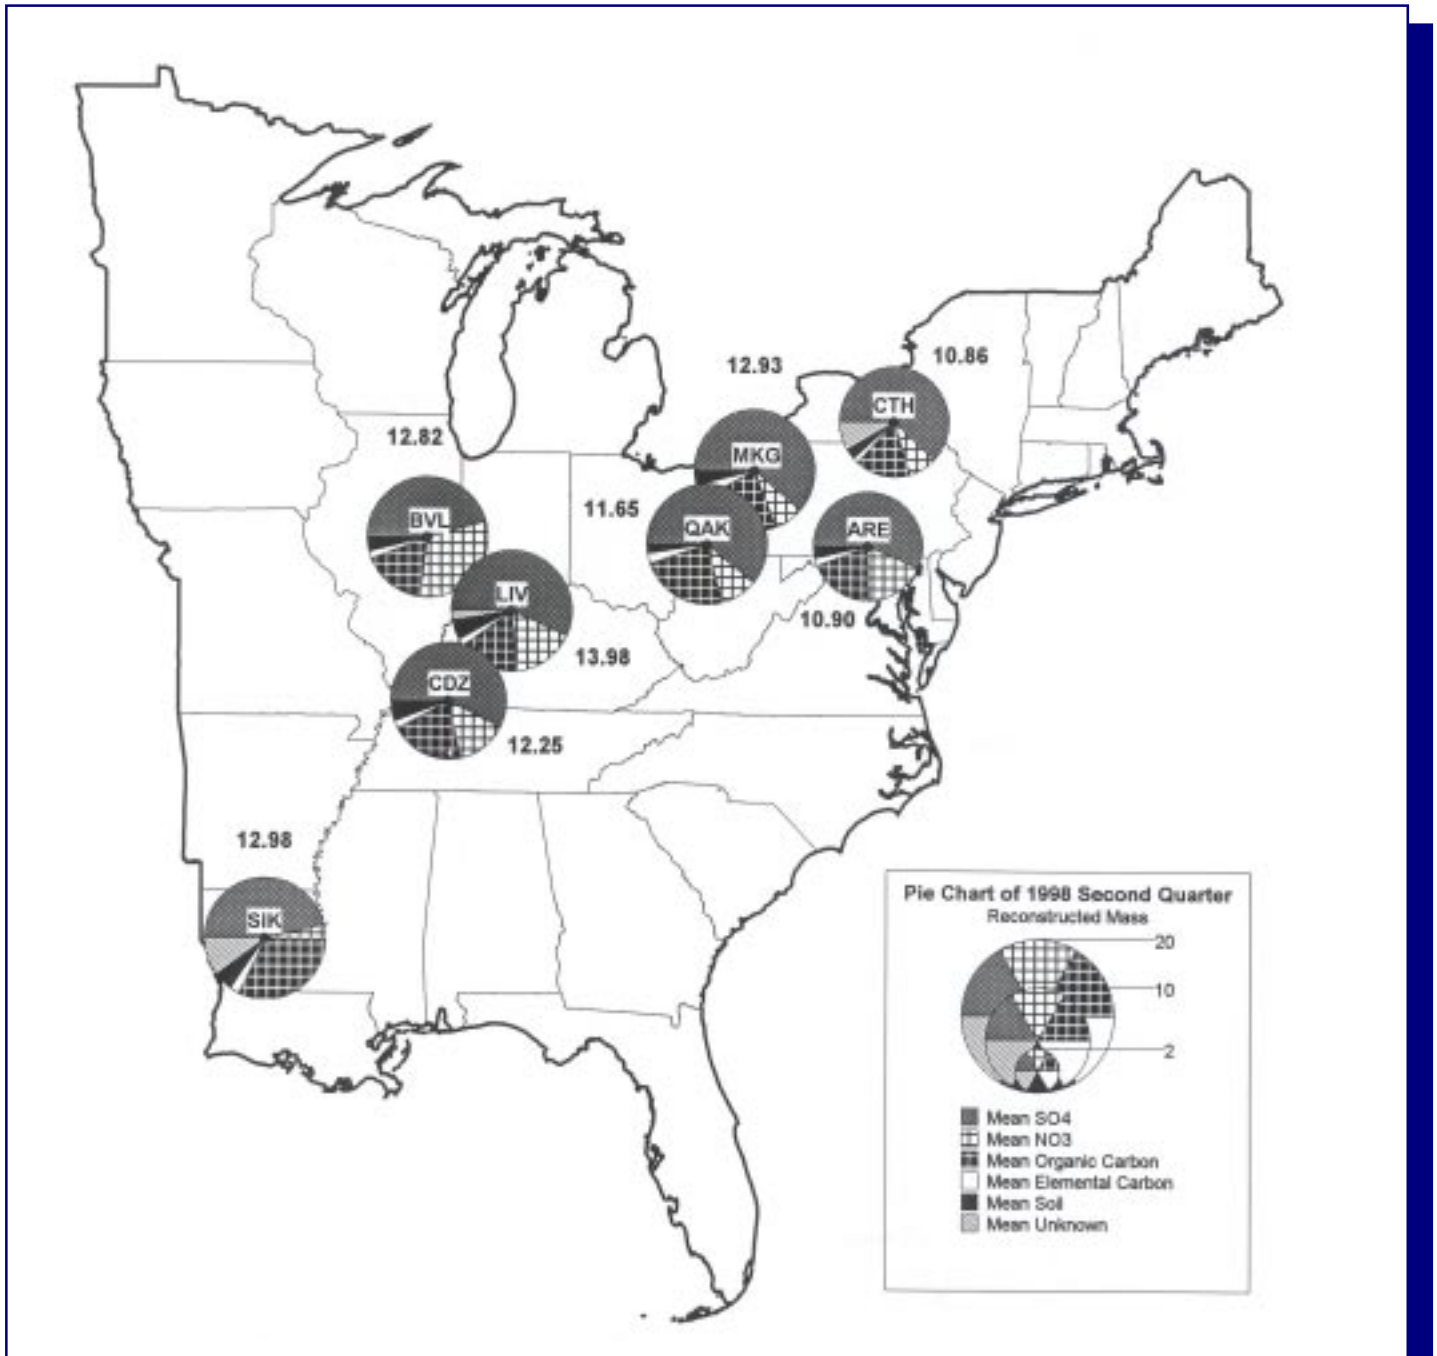 12.93
10.86
CTH
12.82
MKG
11.65
BVL
QAK
ARE
LIV
10.90
13.98
CDZ
12.25
12.98
SIK
Pie Chart of 1998 Second Quarter
Reconstructed Mass
20
10
2
Mean SO4
Mean NO3
Mean Organic Carbon
Mean Elemental Carbon
Mean Soil
Mean Unknown